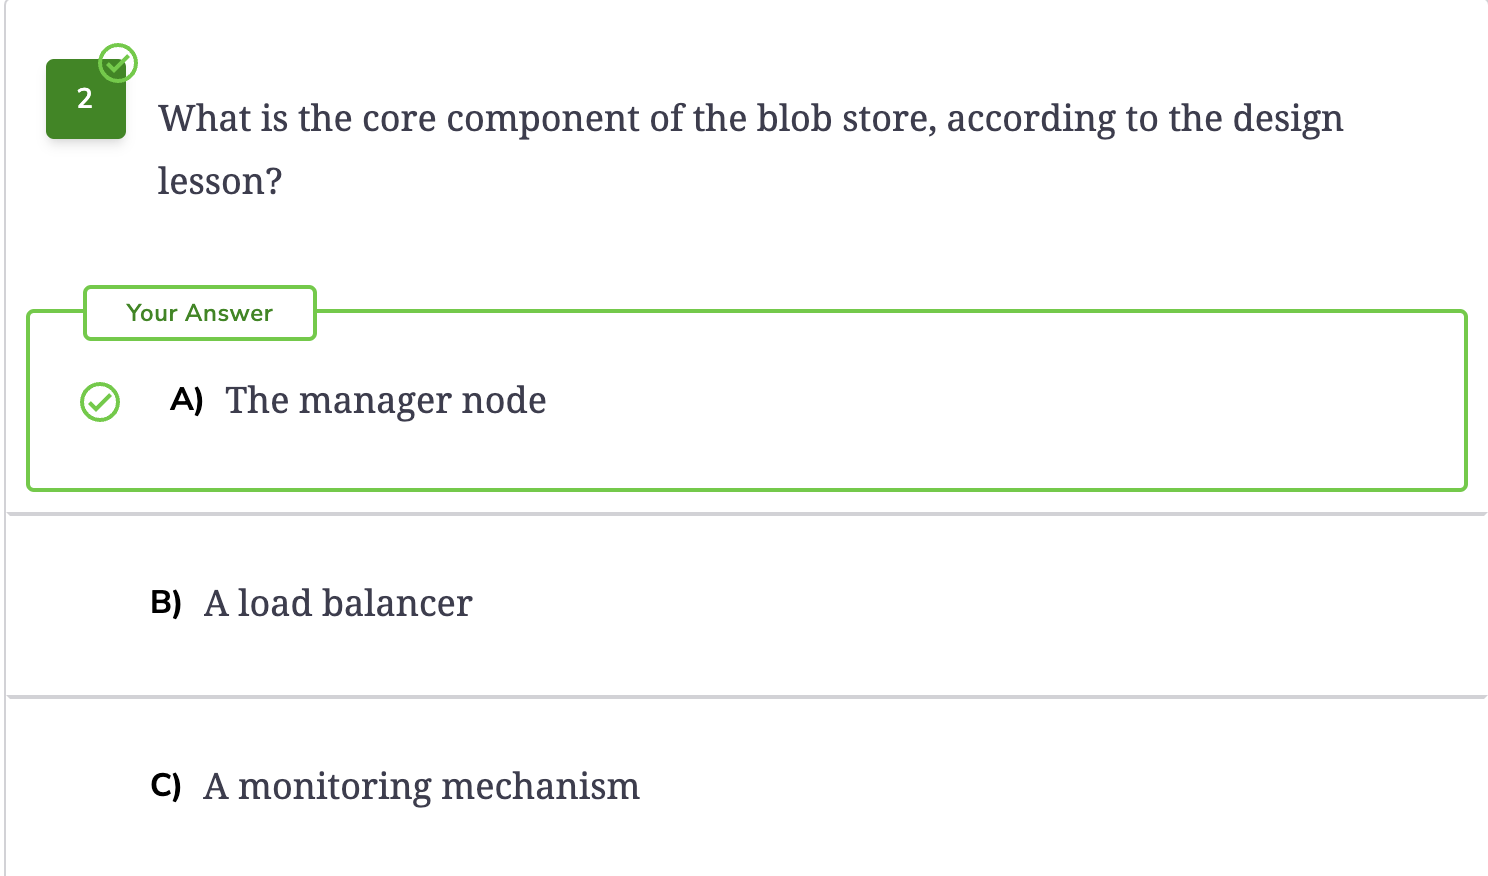 2
What is the core component of the blob store, according to the design
lesson?
Your Answer
A) The manager node
B) A load balancer
C) A monitoring mechanism